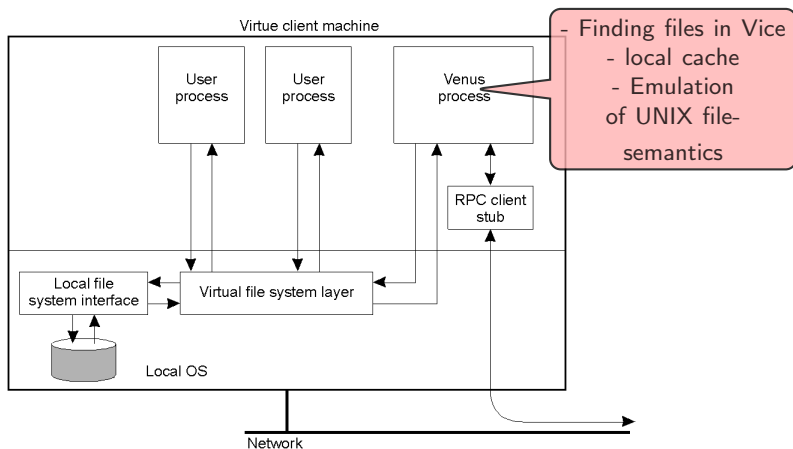 Virtue client machine
- Finding files in Vice
- local cache
- Emulation
of UNIX file-
semantics
User
process
User
process
Venus
process
RPC client
stub
Local file
system interface
Virtual file system layer
Local OS
Network